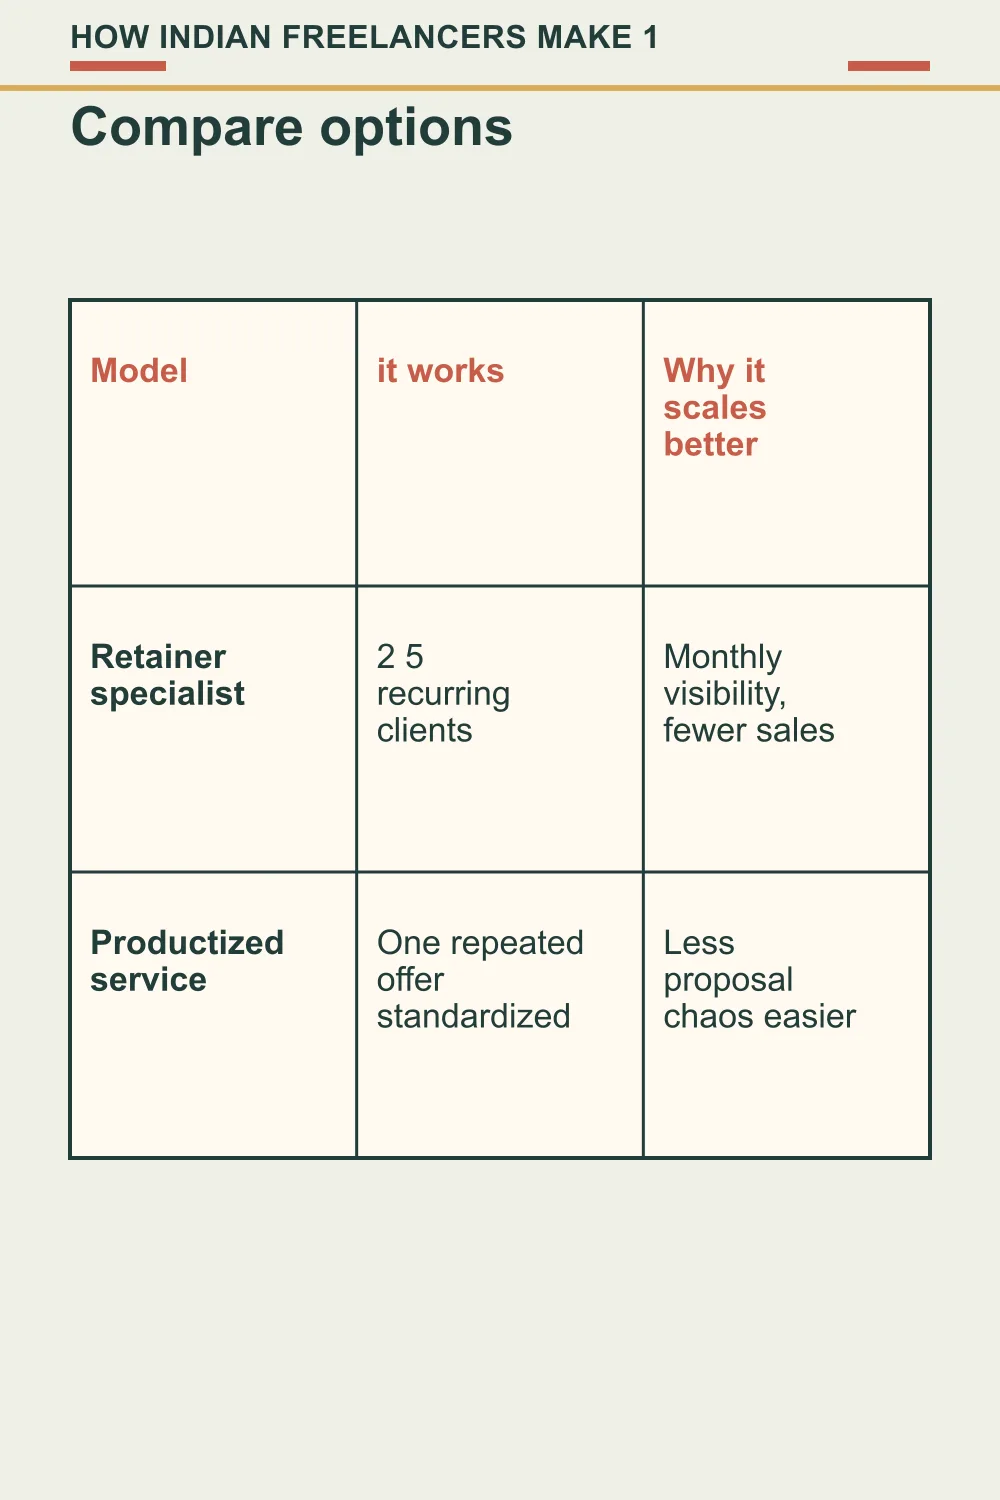 HOW INDIAN FREELANCERS MAKE 1
Compare options
Model
it works
Why it
scales
better
Retainer
specialist
2 5
recurring
clients
Monthly
visibility,
fewer sales
Productized
service
One repeated
offer
standardized
Less
proposal
chaos easier